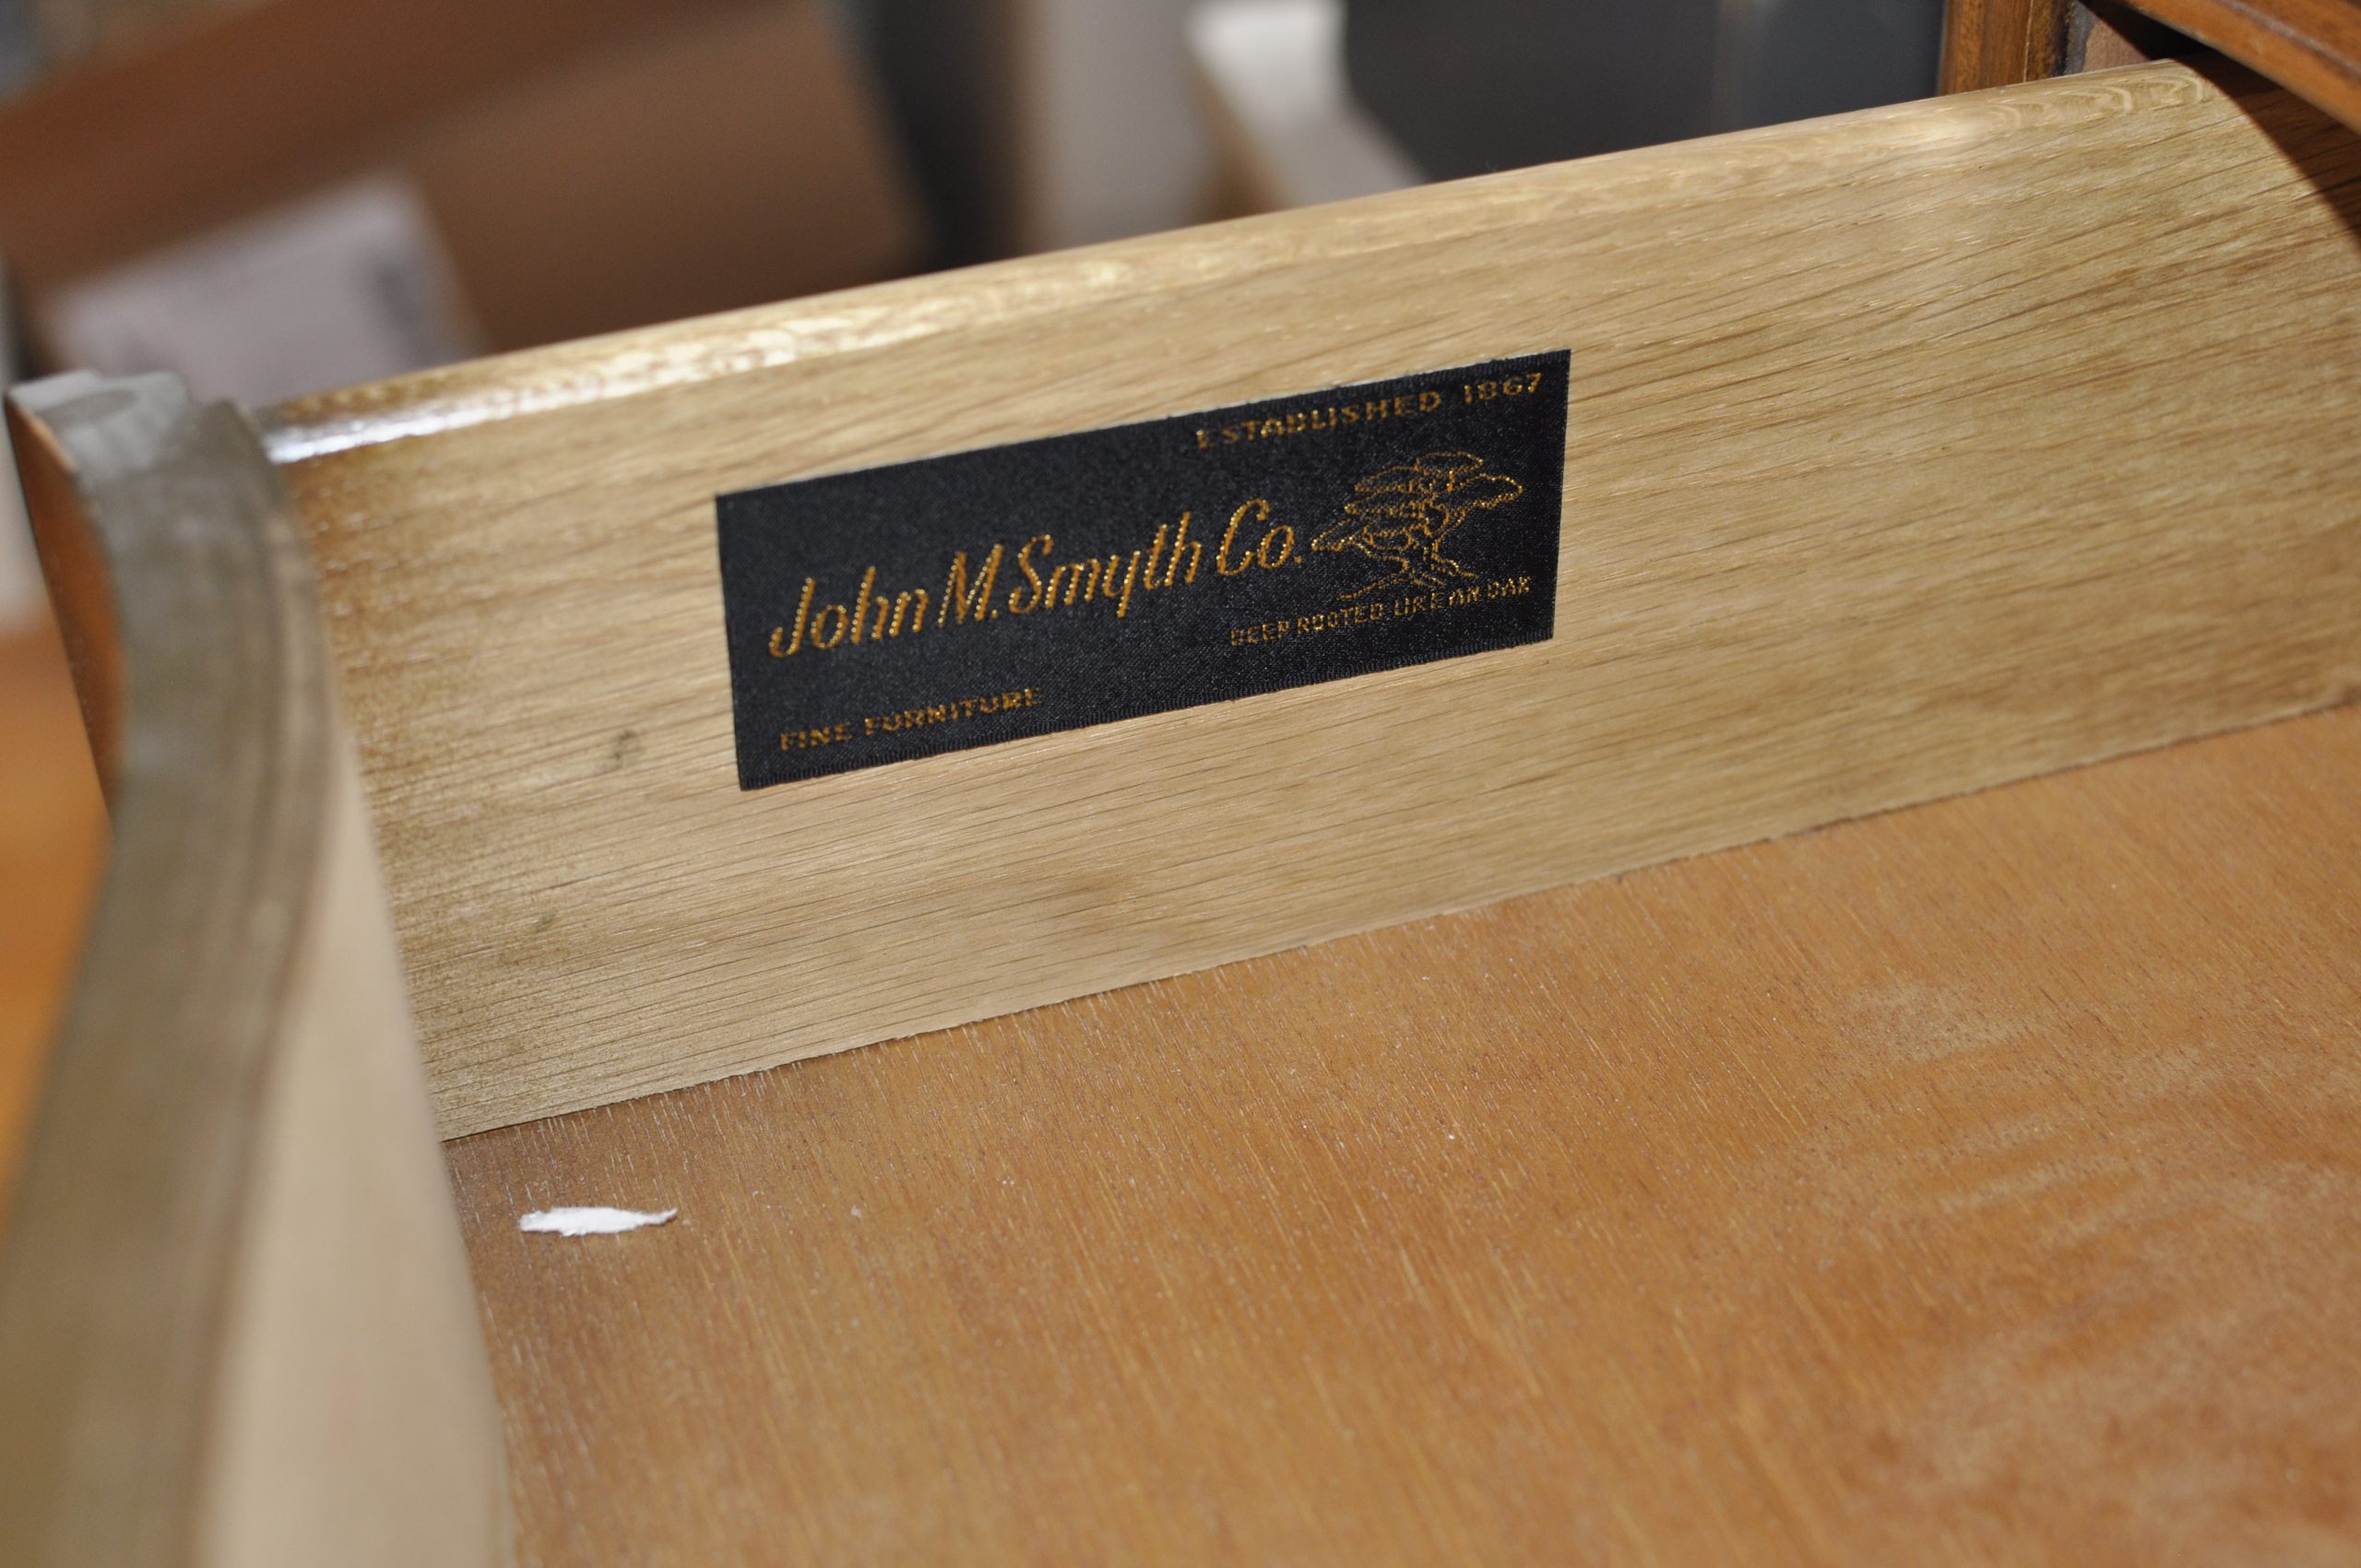 ESTABLISHED 1867
John M. Smyth Co.
DEEP ROOTED LIKE AN OAK
FINE FURNITURE